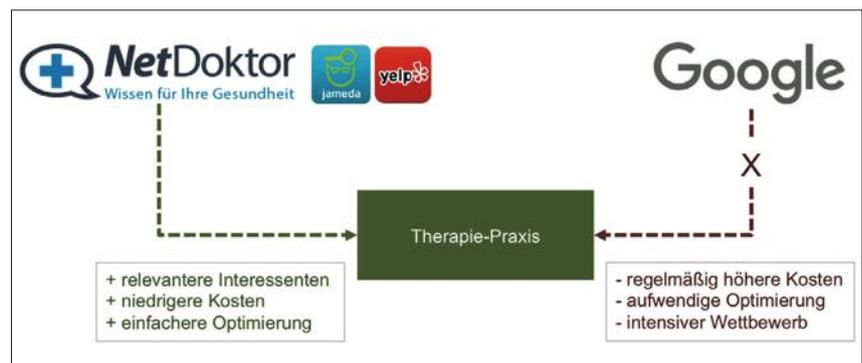 NetDoktor
Wissen für Ihre Gesundheit
jameda
yelp
Google
X
Therapie-Praxis
+ relevantere Interessenten
+ niedrigere Kosten
+ einfachere Optimierung
- regelmäßig höhere Kosten
- aufwendige Optimierung
- intensiver Wettbewerb